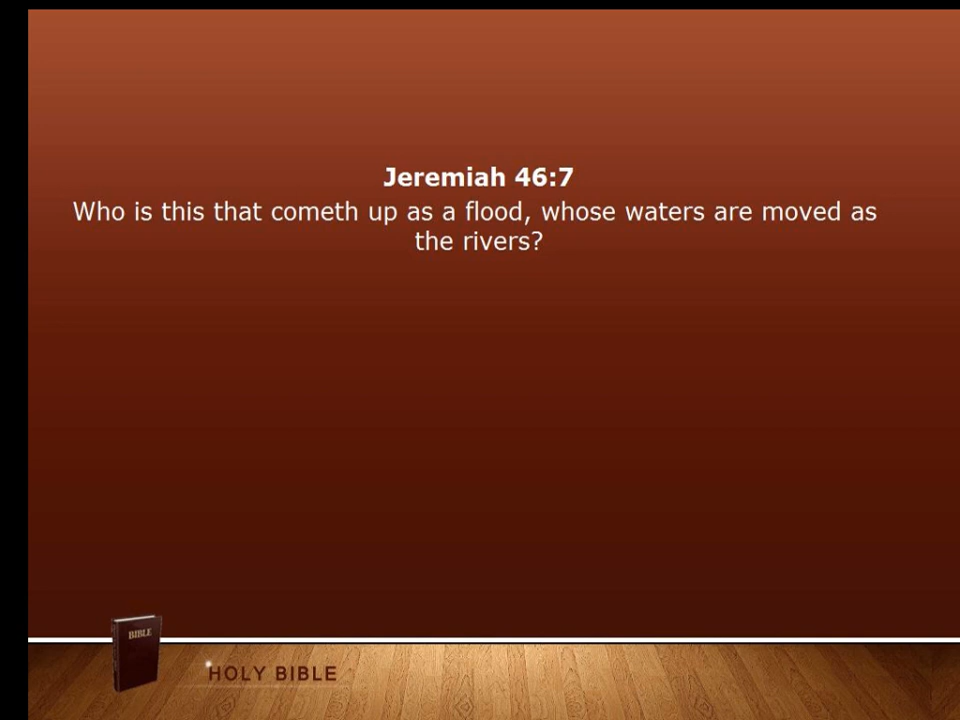 Jeremiah 46:7
Who is this that cometh up as a flood, whose waters are moved as
the rivers?
BIBLE
HOLY BIBLE